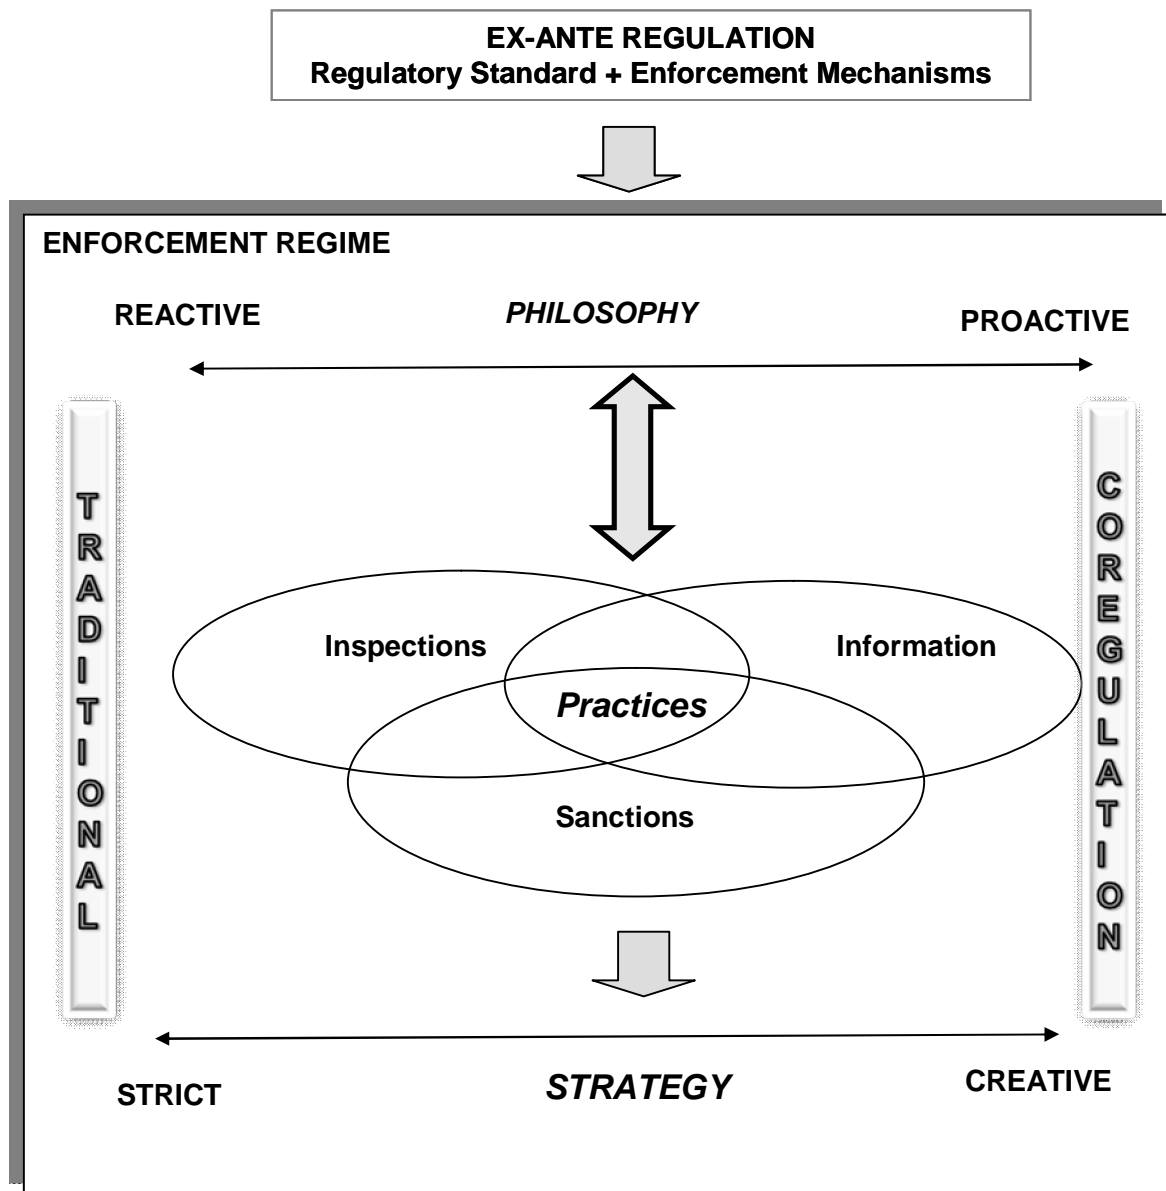 EX-ANTE REGULATION
Regulatory Standard + Enforcement Mechanisms
ENFORCEMENT REGIME
REACTIVE
PHILOSOPHY
PROACTIVE
TRADITIONAL
COREGULATION
Inspections
Information
Practices
Sanctions
STRICT
STRATEGY
CREATIVE